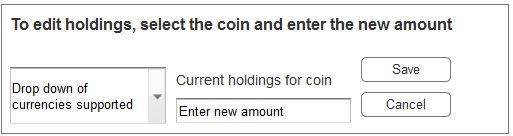 To edit holdings, select the coin and enter the new amount
Drop down of
currencies supported
Current holdings for coin
Enter new amount
Save
Cancel